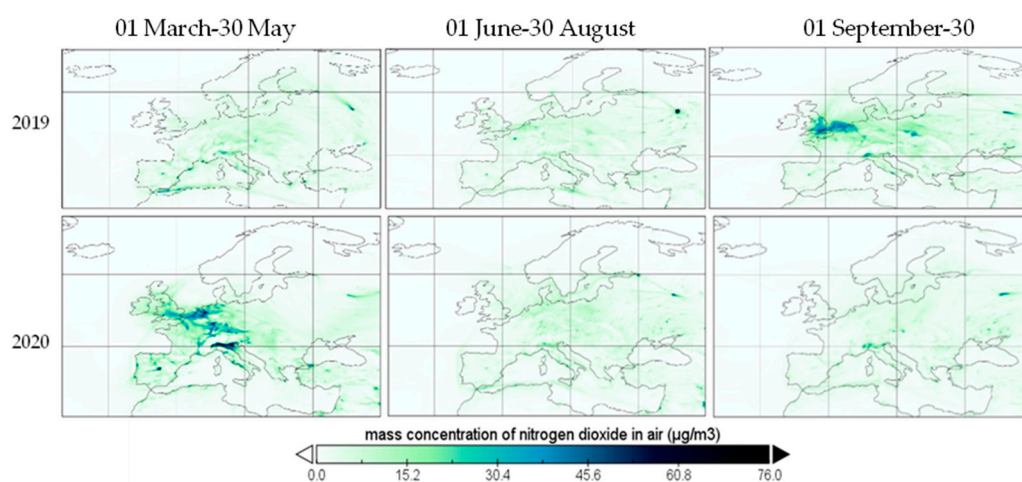 01 March-30 May 01 June-30 August 01 September-30
2019
2020
mass concentration of nitrogen dioxide in air (µg/m3)
0.0 15.2 30.4 45.6 60.8 76.0